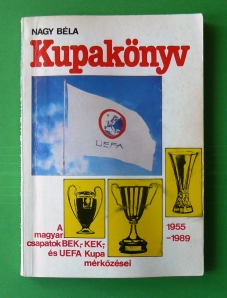 NAGY BÉLA
Kupakönyv
UEFA
A
magyar
csapatok BEK,- KEK,-
és UEFA Kupa
mérkőzései
1955
-1989